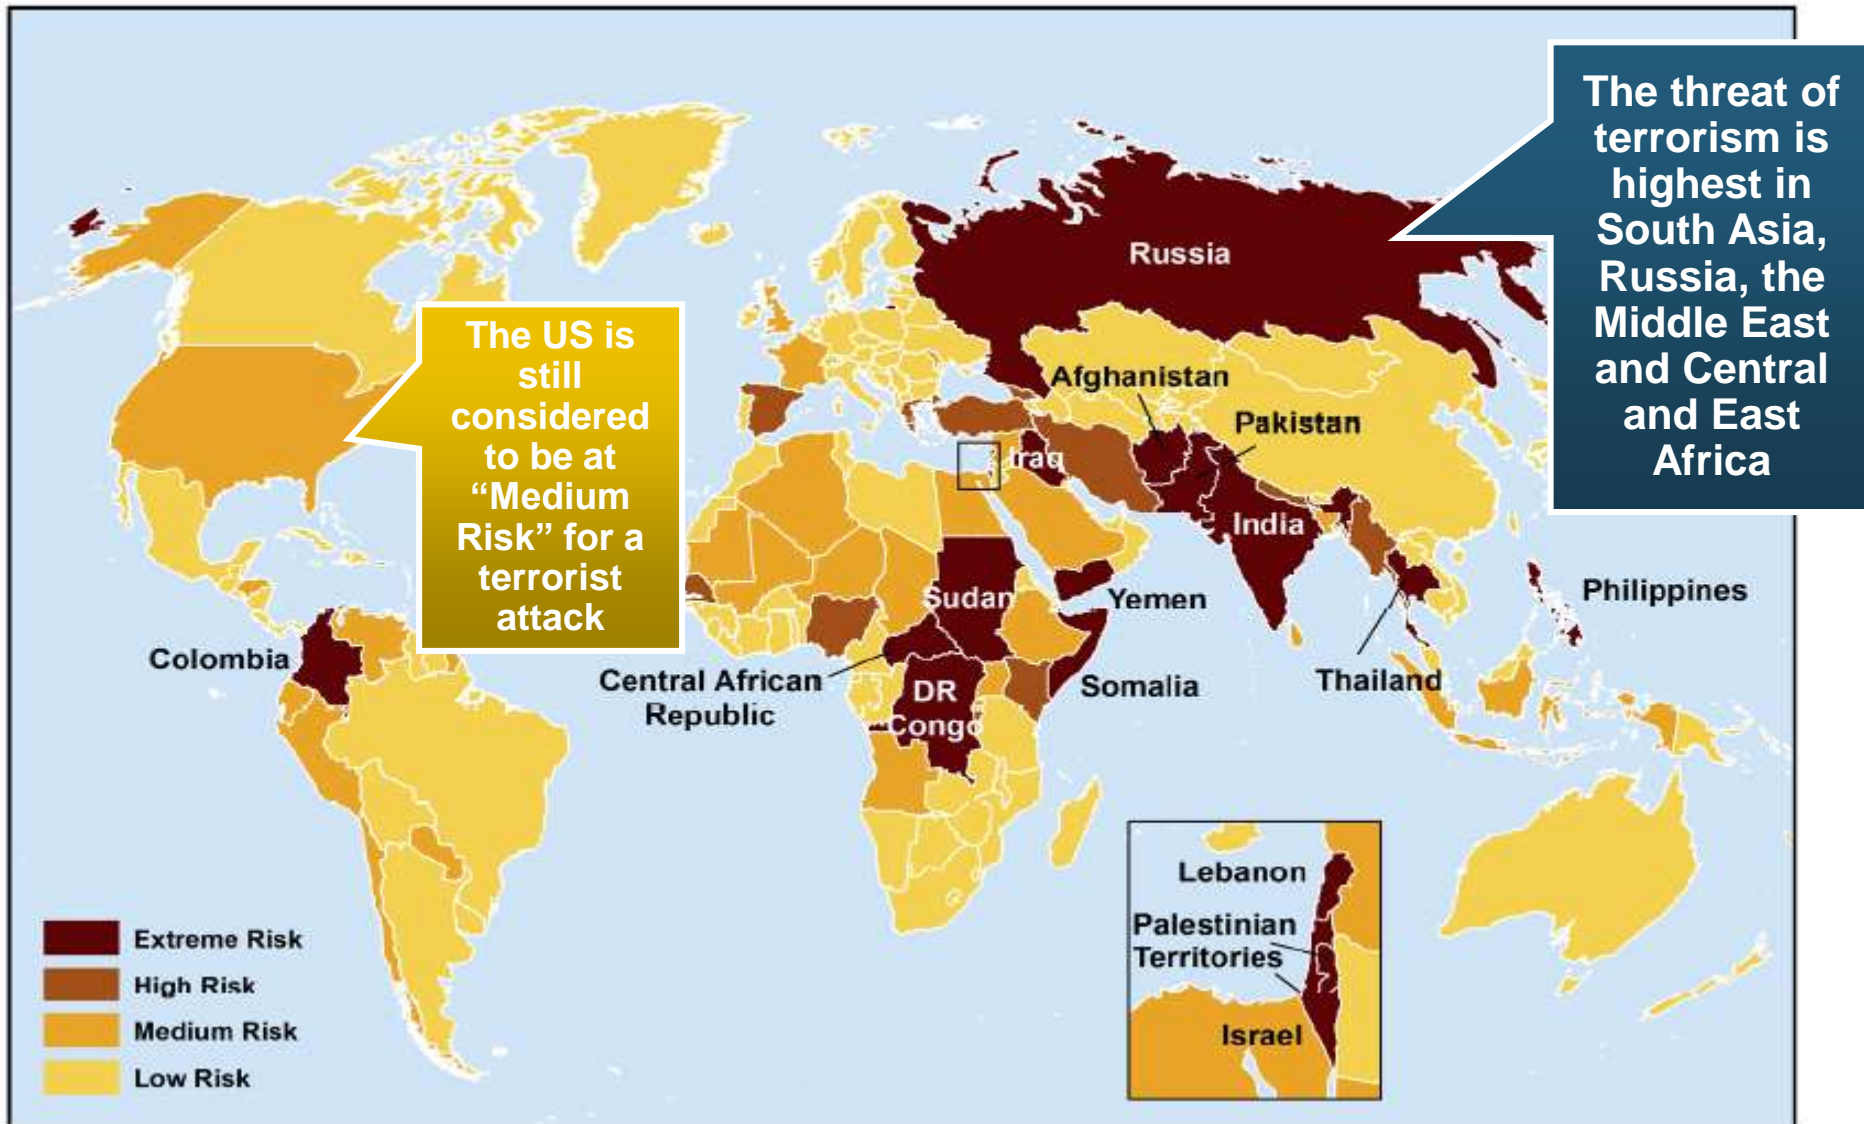 The threat of
terrorism is
highest in
South Asia,
Russia, the
Middle East
and Central
and East
Africa
Russia
The US is
still
considered
to be at
“Medium
Risk” for a
terrorist
attack
Afghanistan
Pakistan
Iraq
India
Philippines
Sudan
Yemen
Colombia
Central African
Republic
DR
Congo
Somalia
Thailand
Lebanon
Palestinian
Territories
Israel
Extreme Risk
High Risk
Medium Risk
Low Risk